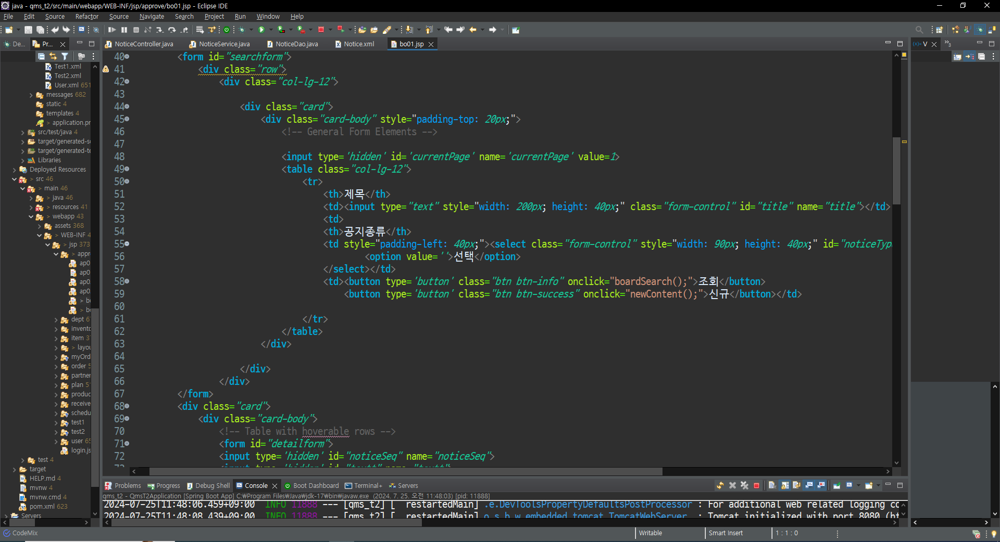 java - qms_t2/src/main/webapp/WEB-INF/jsp/approve/bo01.jsp - Eclipse IDE
File Edit Source Refactor Source Navigate Search Project Run Window Help
De... Pr... NoticeController.java NoticeService.java NoticeDao.java Notice.xml bo01.jsp (x)= V 3
Test1.xml
Test2.xml
User.xml 651
messages 682
static 4
templates 4
> application.pr
src/test/java 4
target/generated-so
target/generated-te
Libraries
Deployed Resources
> src 46
> main 46
> java 46
> resources 41
> webapp 43
assets 368
> WEB-INF 4
> jsp 373
> appr
ap0
ap0
ap0
ap0
> bo
> bo
dept 6
invento
item 37
> layou
myOrd
order 5
partner
plan 5
produc
receive
schedu
test1
test2
user 65
login.js
test 4
target
HELP.md 4
mvnw 4
mvnw.cmd 4
pom.xml 623
Servers
40 <form id="searchform">
41 <div class="row">
42 <div class="col-lg-12">
43
44 <div class="card">
45 <div class="card-body" style="padding-top: 20px;">
46 <!-- General Form Elements -->
47
48 <input type='hidden' id='currentPage' name='currentPage' value=1>
49 <table class="col-lg-12">
50 <tr>
51 <th>제목</th>
52 <td><input type="text" style="width: 200px; height: 40px;" class="form-control" id="title" name="title"></td>
53 <td>
54 <th>공지종류</th>
55 <td style="padding-left: 40px;"><select class="form-control" style="width: 90px; height: 40px;" id="noticeTyp
56 <option value=''>선택</option>
57 </select></td>
58 <td><button type='button' class="btn btn-info" onclick="boardSearch();">조회</button>
59 <button type='button' class="btn btn-success" onclick="newContent();">신규</button></td>
60
61 </tr>
62 </table>
63 </div>
64
65 </div>
66 </div>
67 </form>
68 <div class="card">
69 <div class="card-body">
70 <!-- Table with hoverable rows -->
71 <form id="detailform">
72 <input type='hidden' id="noticeSeq" name="noticeSeq">
Problems Progress Debug Shell Console Boot Dashboard Terminal+ Servers
qms_t2 - QmsT2Application [Spring Boot App] C:₩Program Files₩Java₩jdk-17₩bin₩javaw.exe (2024. 7. 25. 오전 11:48:03) [pid: 11888]
2024-07-25T11:48:06.459+09:00 INFO 11888 --- [qms_t2] [ restartedMain] .e.DevToolsPropertyDefaultsPostProcessor : For additional web related logging co
2024-07-25T11:48:08.439+09:00 INFO 11888 --- [qms_t2] [ restartedMain] o.s.b.w.embedded.tomcat.TomcatWebServer : Tomcat initialized with port 8080 (ht
CodeMix Writable Smart Insert 1 : 1 : 0